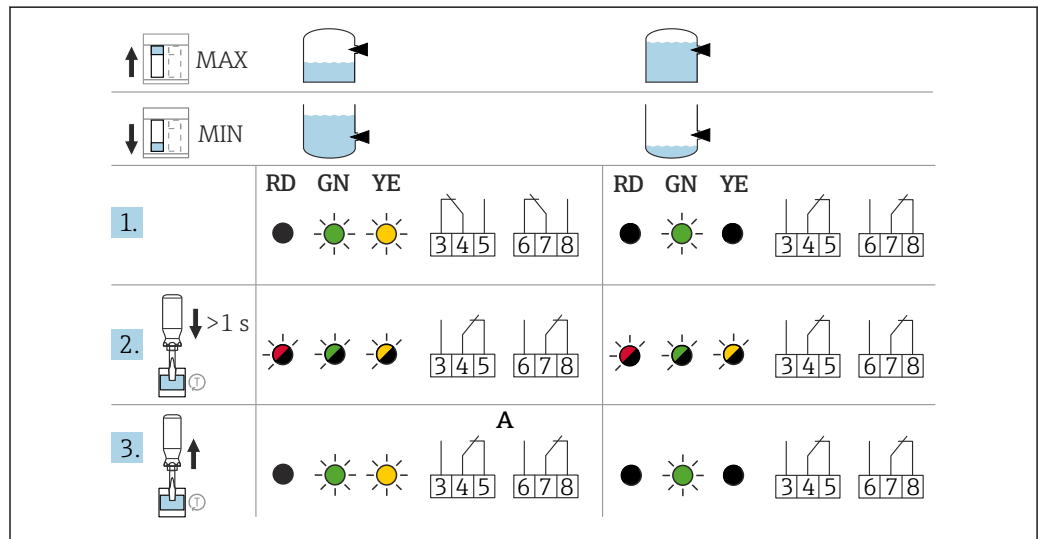 MAX
MIN
RD GN YE RD GN YE
1. 3 4 5 6 7 8 3 4 5 6 7 8
2. >1 s 3 4 5 6 7 8 3 4 5 6 7 8
T
A
3. 3 4 5 6 7 8 3 4 5 6 7 8
T